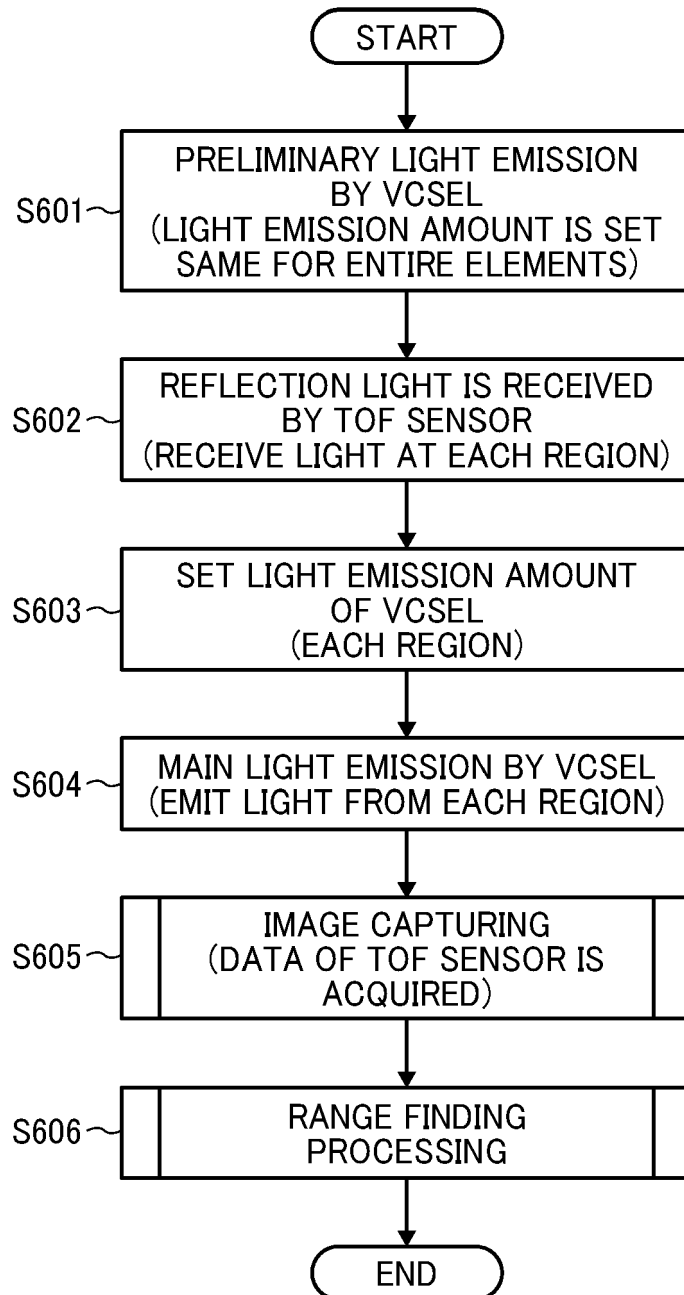 START
S601
PRELIMINARY LIGHT EMISSION
BY VCSEL
(LIGHT EMISSION AMOUNT IS SET
SAME FOR ENTIRE ELEMENTS)
S602
REFLECTION LIGHT IS RECEIVED
BY TOF SENSOR
(RECEIVE LIGHT AT EACH REGION)
S603
SET LIGHT EMISSION AMOUNT
OF VCSEL
(EACH REGION)
S604
MAIN LIGHT EMISSION BY VCSEL
(EMIT LIGHT FROM EACH REGION)
S605
IMAGE CAPTURING
(DATA OF TOF SENSOR IS
ACQUIRED)
S606
RANGE FINDING
PROCESSING
END